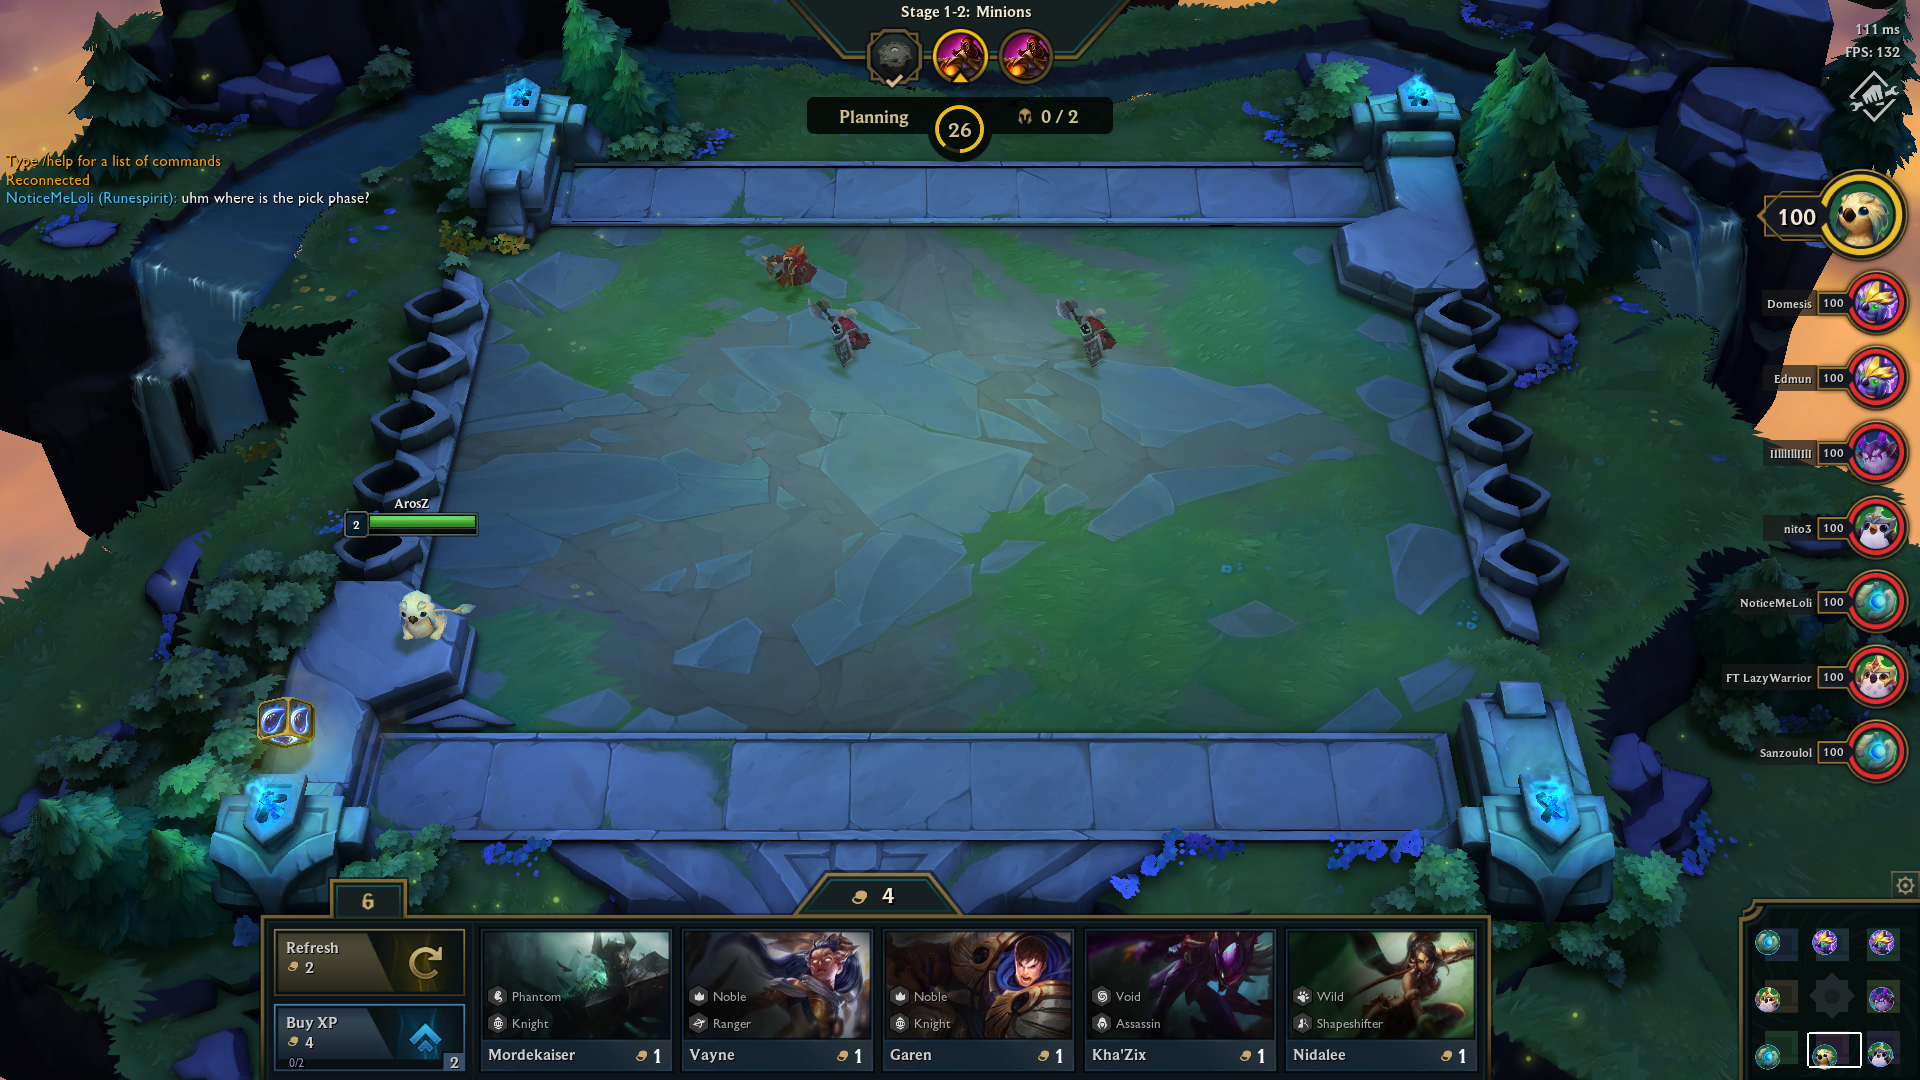 Stage 1-2: Minions
111 ms
FPS: 132
Planning
26
0 / 2
Type /help for a list of commands
Reconnected
NoticeMeLoli (Runespirit): uhm where is the pick phase?
100
Domesis 100
Edmun 100
100
nito3 100
NoticeMeLoli 100
FT LazyWarrior 100
Sanzoulol 100
ArosZ
2
6
4
Refresh
2
Buy XP
4
0/2
2
Phantom
Knight
Mordekaiser 1
Noble
Ranger
Vayne 1
Noble
Knight
Garen 1
Void
Assassin
Kha'Zix 1
Wild
Shapeshifter
Nidalee 1